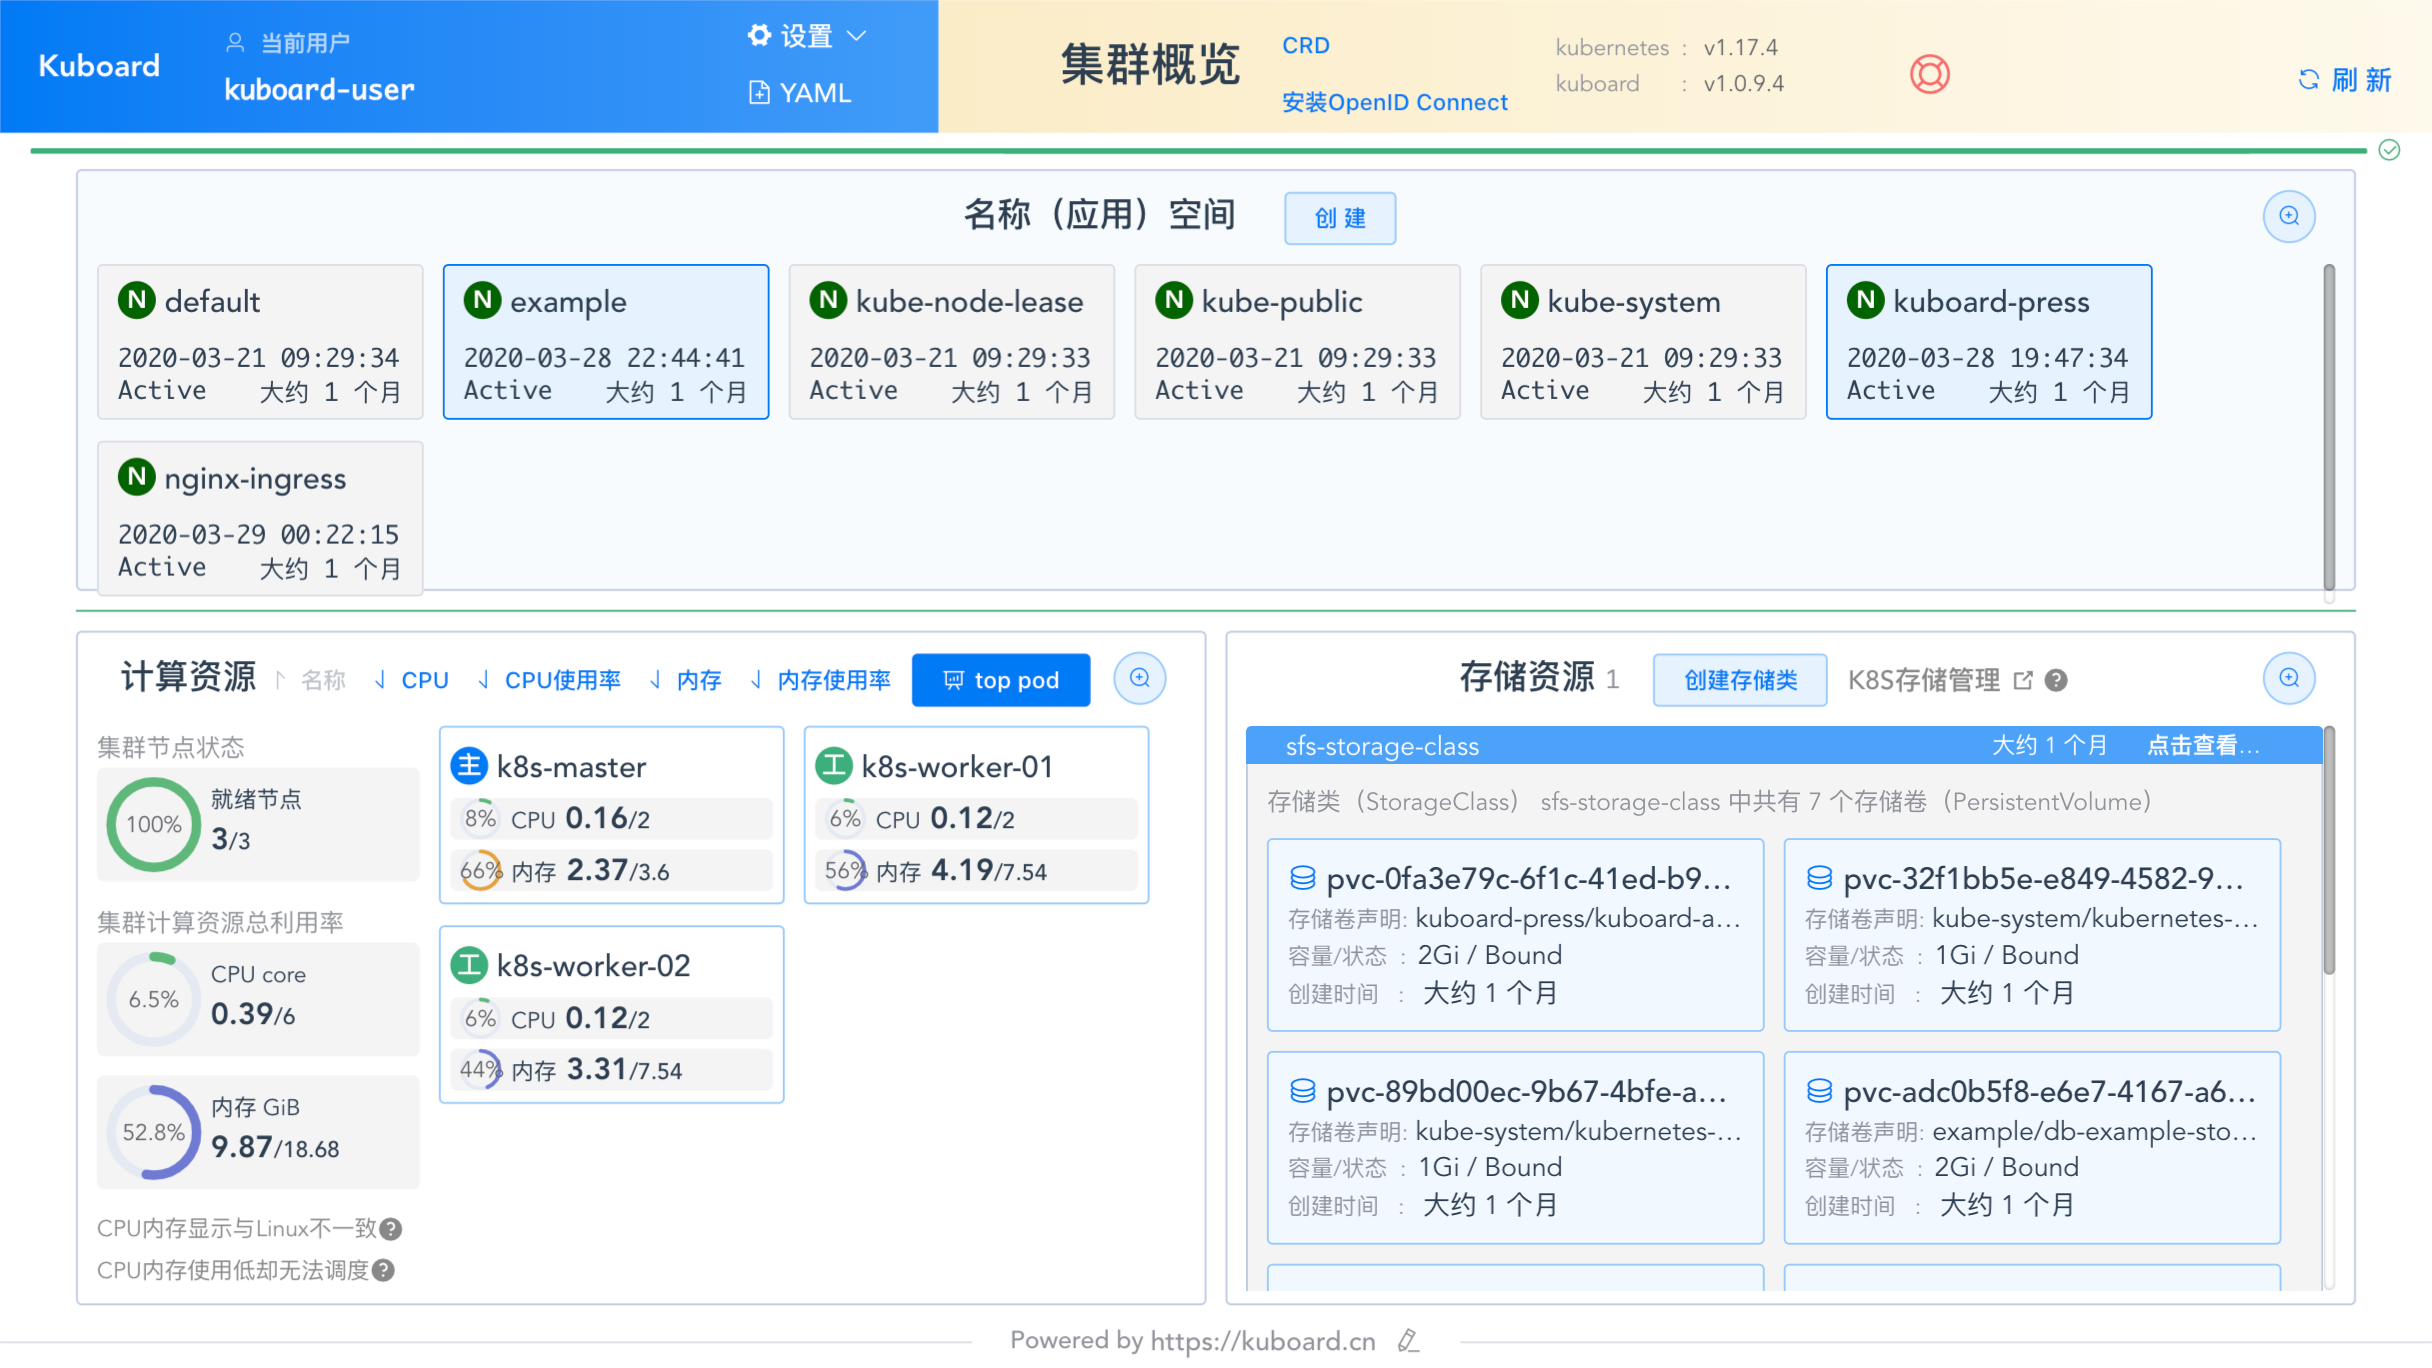 Kuboard
当前用户
kuboard-user
设置
YAML
集群概览
CRD
安装OpenID Connect
kubernetes : v1.17.4
kuboard : v1.0.9.4
刷 新
名称（应用）空间
创 建
N default
2020-03-21 09:29:34
Active 大约 1 个月
N example
2020-03-28 22:44:41
Active 大约 1 个月
N kube-node-lease
2020-03-21 09:29:33
Active 大约 1 个月
N kube-public
2020-03-21 09:29:33
Active 大约 1 个月
N kube-system
2020-03-21 09:29:33
Active 大约 1 个月
N kuboard-press
2020-03-28 19:47:34
Active 大约 1 个月
N nginx-ingress
2020-03-29 00:22:15
Active 大约 1 个月
计算资源 名称 CPU CPU使用率 内存 内存使用率 top pod
集群节点状态
100% 就绪节点
3/3
集群计算资源总利用率
6.5% CPU core
0.39/6
52.8% 内存 GiB
9.87/18.68
CPU内存显示与Linux不一致?
CPU内存使用低却无法调度?
主 k8s-master
8% CPU 0.16/2
66% 内存 2.37/3.6
工 k8s-worker-01
6% CPU 0.12/2
56% 内存 4.19/7.54
工 k8s-worker-02
6% CPU 0.12/2
44% 内存 3.31/7.54
存储资源 1 创建存储类 K8S存储管理 ?
sfs-storage-class 大约 1 个月 点击查看...
存储类（StorageClass） sfs-storage-class 中共有 7 个存储卷（PersistentVolume）
pvc-0fa3e79c-6f1c-41ed-b9...
存储卷声明: kuboard-press/kuboard-a...
容量/状态 : 2Gi / Bound
创建时间 : 大约 1 个月
pvc-32f1bb5e-e849-4582-9...
存储卷声明: kube-system/kubernetes-...
容量/状态 : 1Gi / Bound
创建时间 : 大约 1 个月
pvc-89bd00ec-9b67-4bfe-a...
存储卷声明: kube-system/kubernetes-...
容量/状态 : 1Gi / Bound
创建时间 : 大约 1 个月
pvc-adc0b5f8-e6e7-4167-a6...
存储卷声明: example/db-example-sto...
容量/状态 : 2Gi / Bound
创建时间 : 大约 1 个月
Powered by https://kuboard.cn